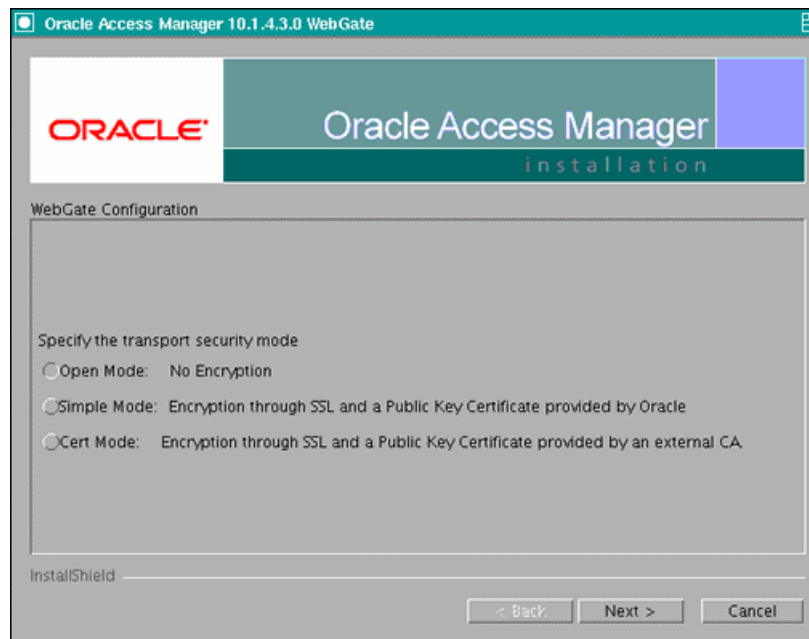 Oracle Access Manager 10.1.4.3.0 WebGate
ORACLE®
Oracle Access Manager
installation
WebGate Configuration
Specify the transport security mode
Open Mode: No Encryption
Simple Mode: Encryption through SSL and a Public Key Certificate provided by Oracle
Cert Mode: Encryption through SSL and a Public Key Certificate provided by an external CA.
InstallShield
< Back Next > Cancel